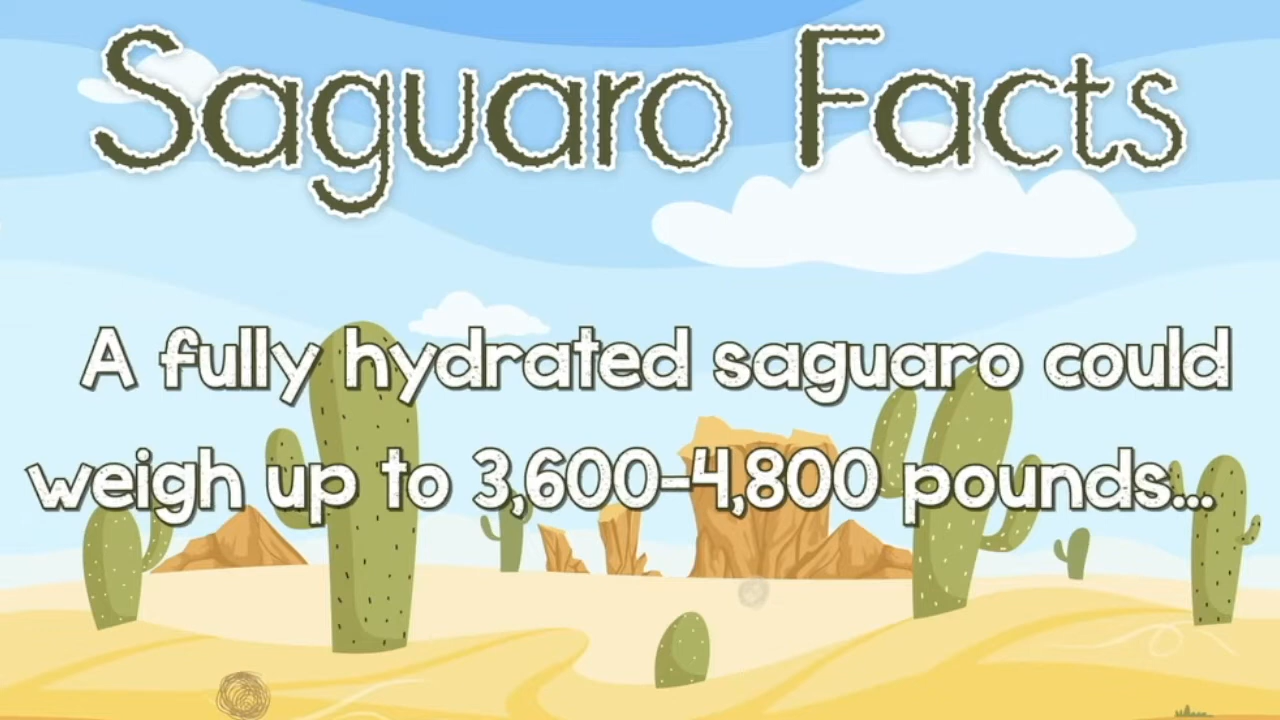 Saguaro Facts
A fully hydrated saguaro could
weigh up to 3,600-4,800 pounds...